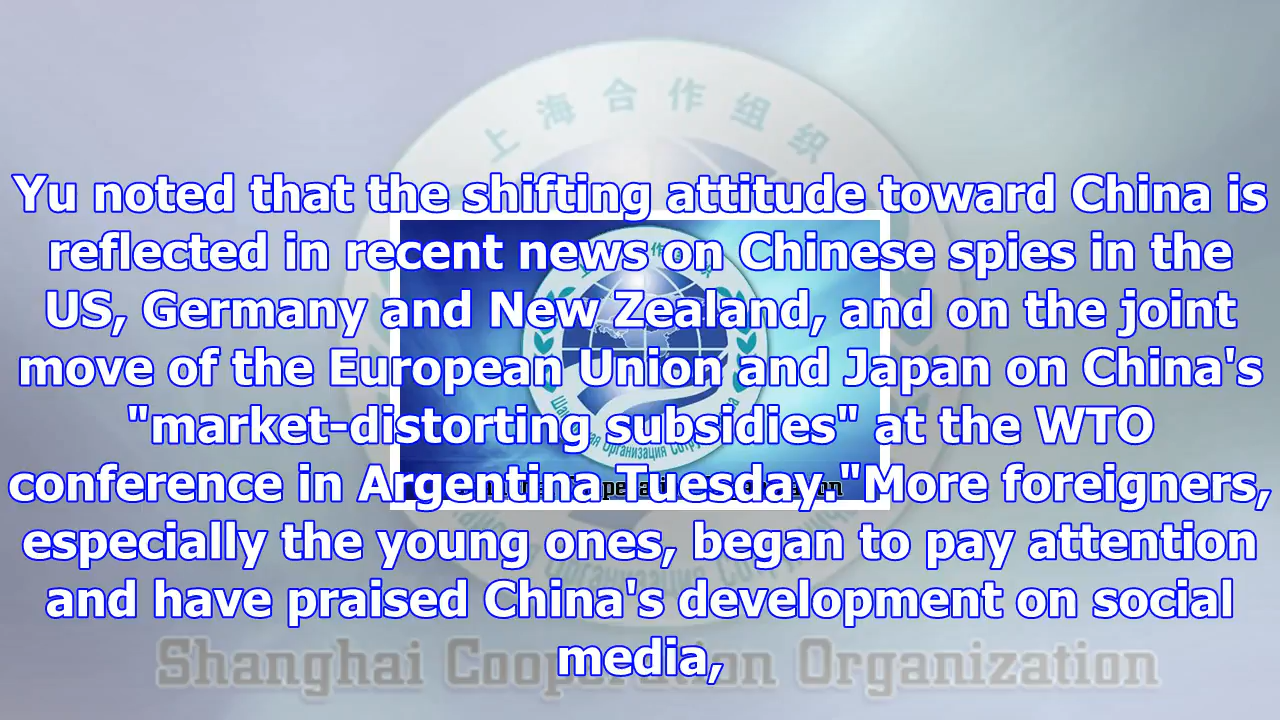 上海合作组织
Yu noted that the shifting attitude toward China is
reflected in recent news on Chinese spies in the
US, Germany and New Zealand, and on the joint
move of the European Union and Japan on China's
"market-distorting subsidies" at the WTO
conference in Argentina Tuesday."More foreigners,
especially the young ones, began to pay attention
and have praised China's development on social
media,
Shanghai Cooperation Organization